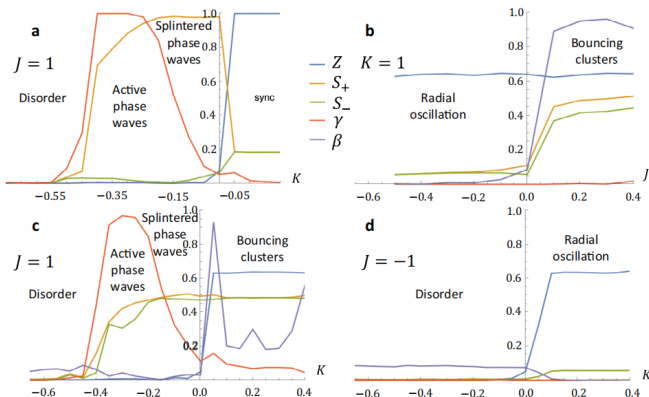 a
J = 1
Disorder
Active
phase
waves
Splintered
phase
waves
sync
1.0
0.8
0.6
0.4
0.2
−0.55
−0.35
−0.15
−0.05
K
Z
S+
S−
γ
β
b
K = 1
Radial
oscillation
Bouncing
clusters
1.0
0.8
0.6
0.4
0.2
−0.6
−0.4
−0.2
0.0
0.2
0.4
J
c
J = 1
Disorder
Active
phase
waves
Splintered
phase
waves
Bouncing
clusters
1.0
0.8
0.6
0.4
0.2
−0.6
−0.4
−0.2
0.0
0.2
0.4
K
d
J = −1
Disorder
Radial
oscillation
1.0
0.8
0.6
0.4
0.2
−0.6
−0.4
−0.2
0.0
0.2
0.4
K